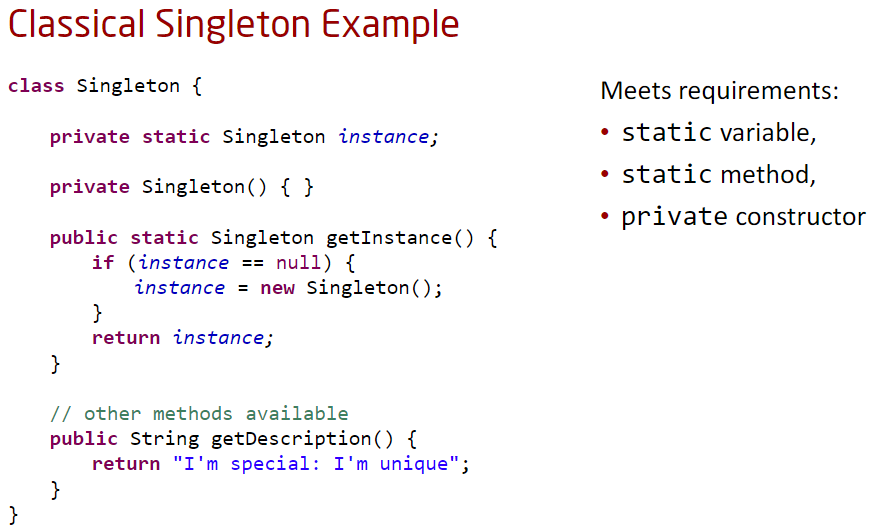 Classical Singleton Example
class Singleton {
private static Singleton instance;
private Singleton() { }
public static Singleton getInstance() {
if (instance == null) {
instance = new Singleton();
}
return instance;
}
// other methods available
public String getDescription() {
return "I'm special: I'm unique";
}
}
Meets requirements:
• static variable,
• static method,
• private constructor